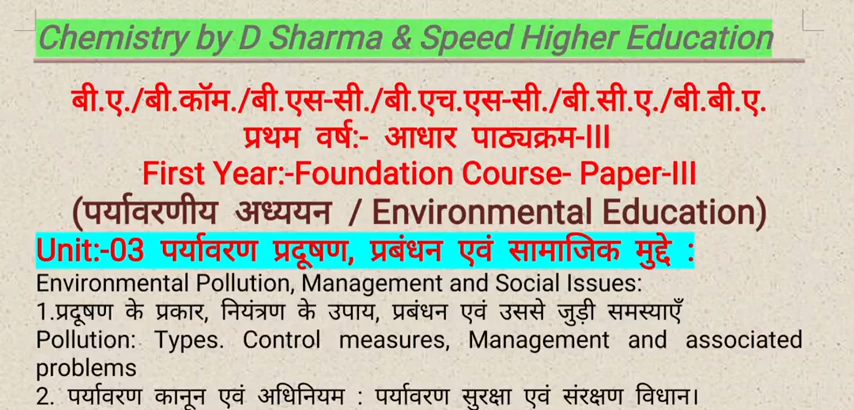 Chemistry by D Sharma & Speed Higher Education
बी.ए./बी.कॉम./बी.एस-सी./बी.एच.एस-सी./बी.सी.ए./बी.बी.ए.
प्रथम वर्ष:- आधार पाठ्यक्रम-III
First Year:-Foundation Course- Paper-III
(पर्यावरणीय अध्ययन / Environmental Education)
Unit:-03 पर्यावरण प्रदूषण, प्रबंधन एवं सामाजिक मुद्दे :
Environmental Pollution, Management and Social Issues:
1.प्रदूषण के प्रकार, नियंत्रण के उपाय, प्रबंधन एवं उससे जुड़ी समस्याएँ
Pollution: Types. Control measures, Management and associated
problems
2. पर्यावरण कानून एवं अधिनियम : पर्यावरण सुरक्षा एवं संरक्षण विधान।